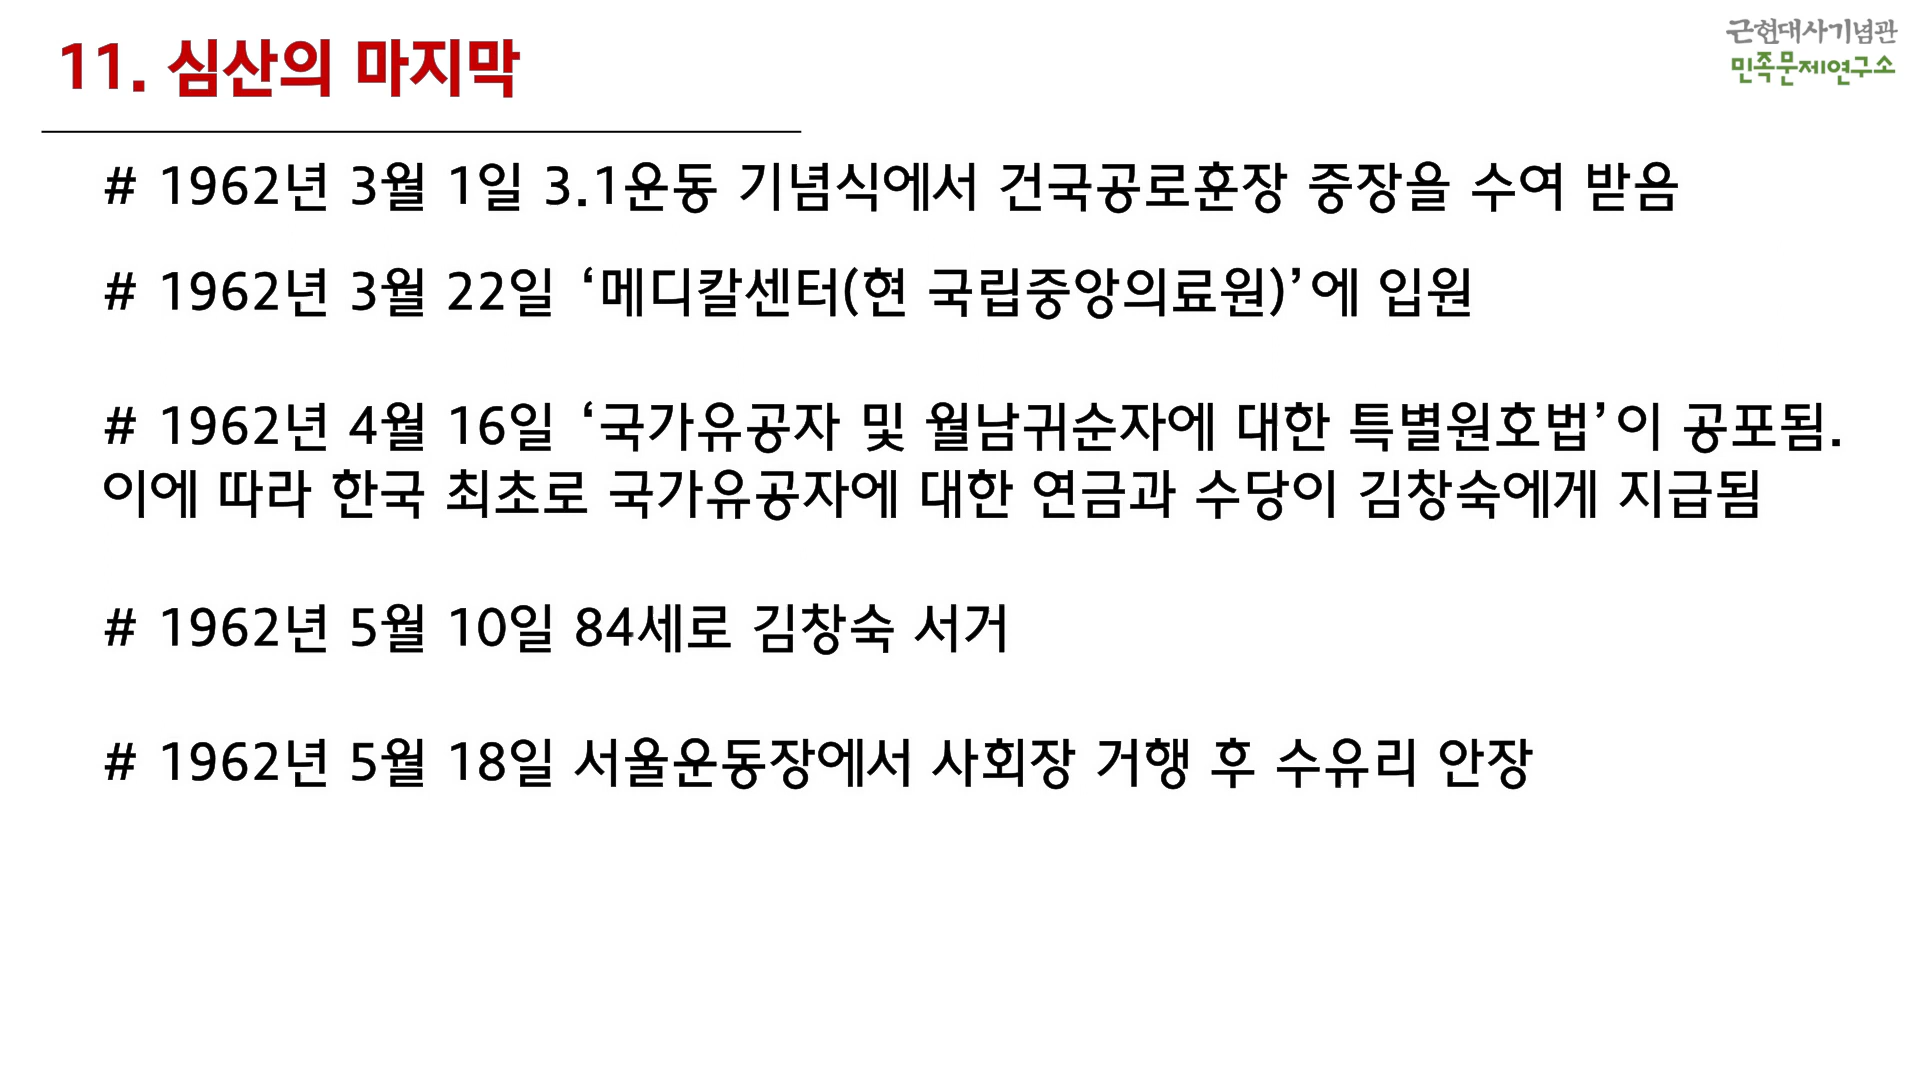 11. 심산의 마지막
근현대사기념관
민족문제연구소
# 1962년 3월 1일 3.1운동 기념식에서 건국공로훈장 중장을 수여 받음
# 1962년 3월 22일 ‘메디칼센터(현 국립중앙의료원)’에 입원
# 1962년 4월 16일 ‘국가유공자 및 월남귀순자에 대한 특별원호법’이 공포됨.
이에 따라 한국 최초로 국가유공자에 대한 연금과 수당이 김창숙에게 지급됨
# 1962년 5월 10일 84세로 김창숙 서거
# 1962년 5월 18일 서울운동장에서 사회장 거행 후 수유리 안장